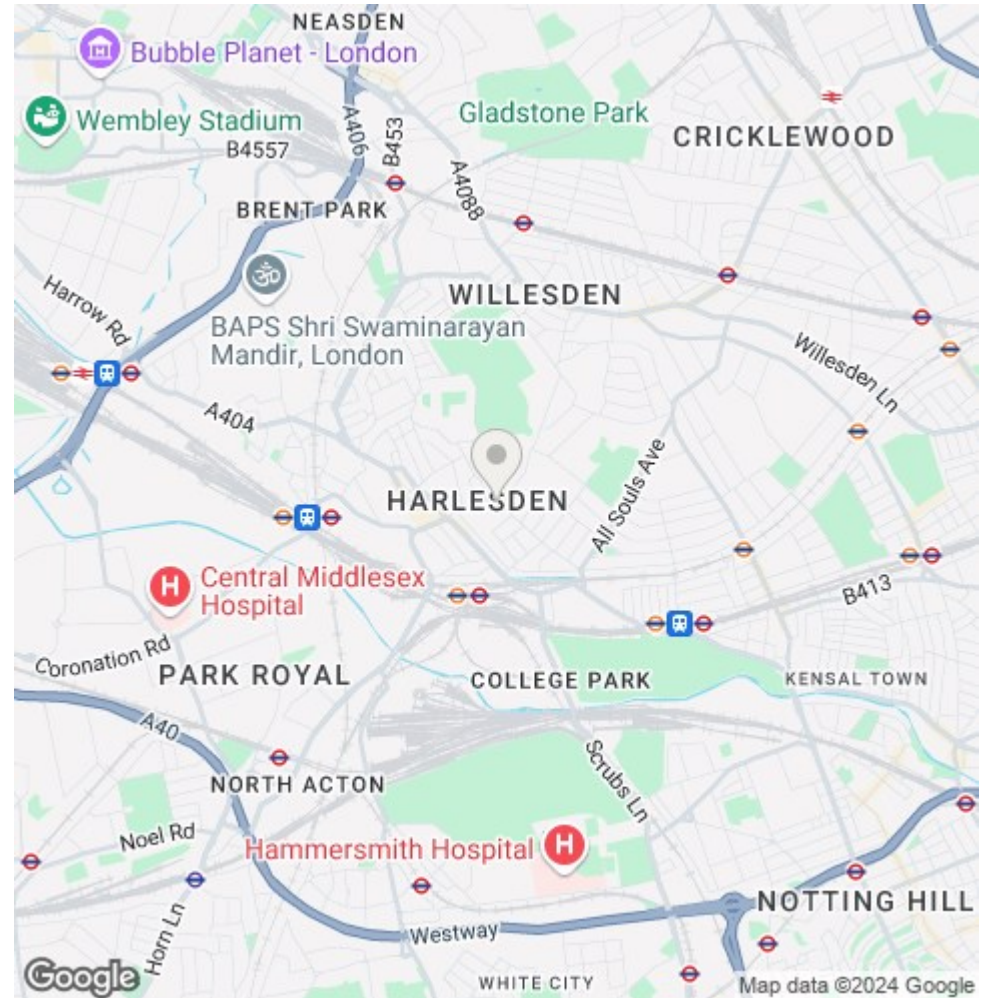 NEASDEN
Bubble Planet - London
Wembley Stadium
B4557
A406
B453
Gladstone Park
CRICKLEWOOD
A4088
BRENT PARK
Harrow Rd
WILLESDEN
BAPS Shri Swaminarayan
Mandir, London
Willesden Ln
A404
All Souls Ave
HARLESDEN
Central Middlesex
Hospital
B413
Coronation Rd
PARK ROYAL
COLLEGE PARK
KENSAL TOWN
A40
Scrubs Ln
NORTH ACTON
Noel Rd
Hammersmith Hospital
NOTTING HILL
Horn Ln
Westway
WHITE CITY
Google
Map data ©2024 Google